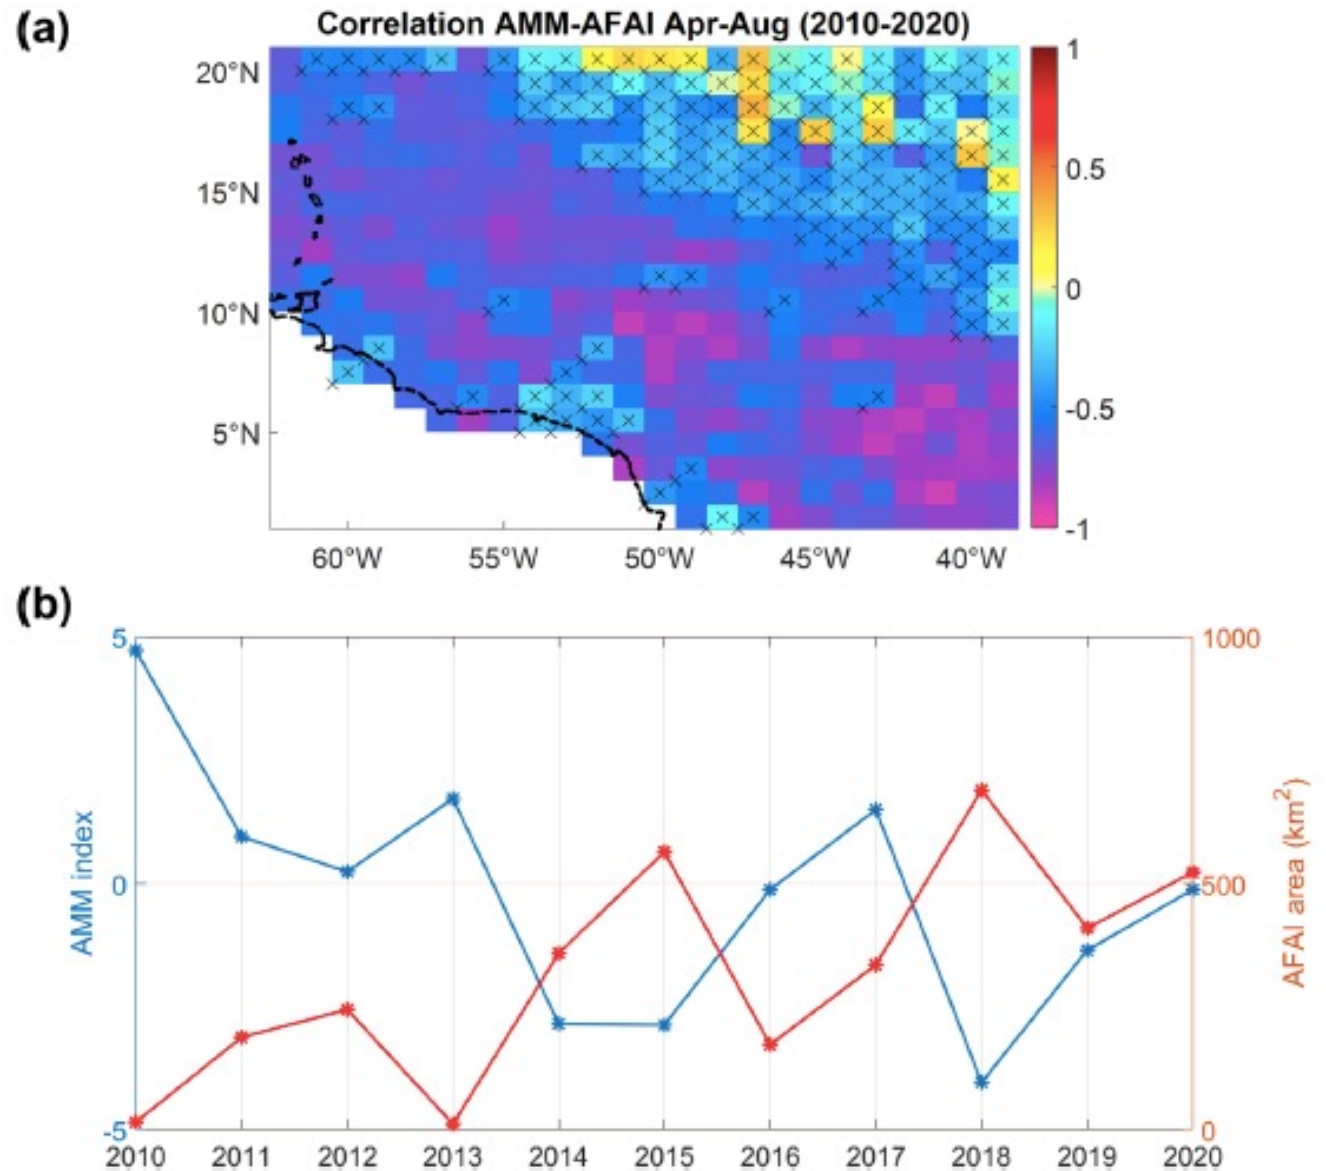 (a)
Correlation AMM-AFAI Apr-Aug (2010-2020)
20°N
15°N
10°N
5°N
60°W 55°W 50°W 45°W 40°W
1
0.5
0
-0.5
-1
(b)
5
0
-5
AMM index
1000
500
0
AFAI area (km²)
2010 2011 2012 2013 2014 2015 2016 2017 2018 2019 2020